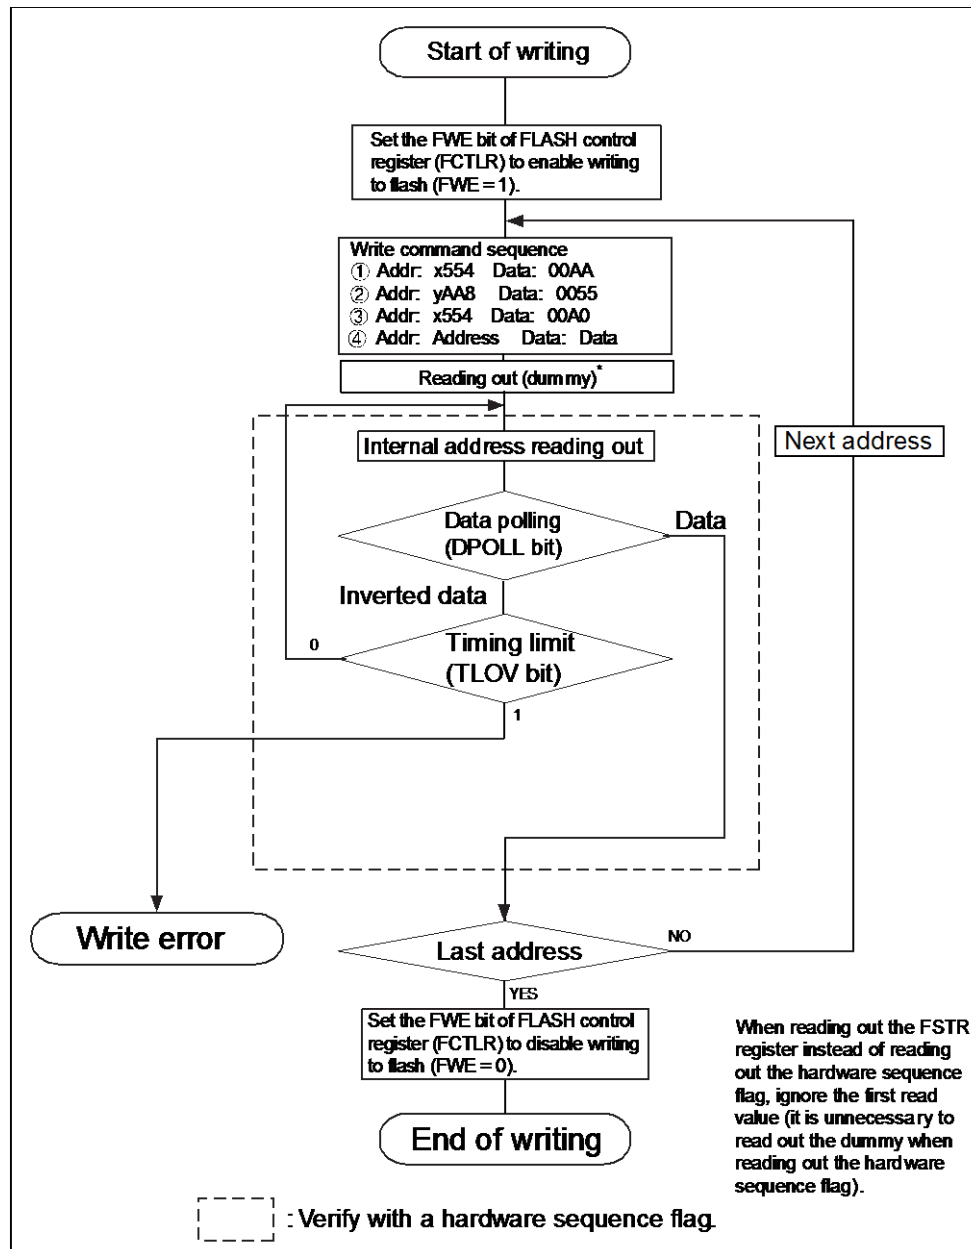 Start of writing
Set the FWE bit of FLASH control
register (FCTLR) to enable writing
to flash (FWE = 1).
Write command sequence
① Addr: x554 Data: 00AA
② Addr: yAA8 Data: 0055
③ Addr: x554 Data: 00A0
④ Addr: Address Data: Data
Reading out (dummy)*
Internal address reading out
Next address
Data polling
(DPOLL bit)
Data
Inverted data
Timing limit
(TLOV bit)
0
1
Write error
Last address
NO
YES
Set the FWE bit of FLASH control
register (FCTLR) to disable writing
to flash (FWE = 0).
End of writing
When reading out the FSTR
register instead of reading
out the hardware sequence
flag, ignore the first read
value (it is unnecessary to
read out the dummy when
reading out the hardware
sequence flag).
: Verify with a hardware sequence flag.